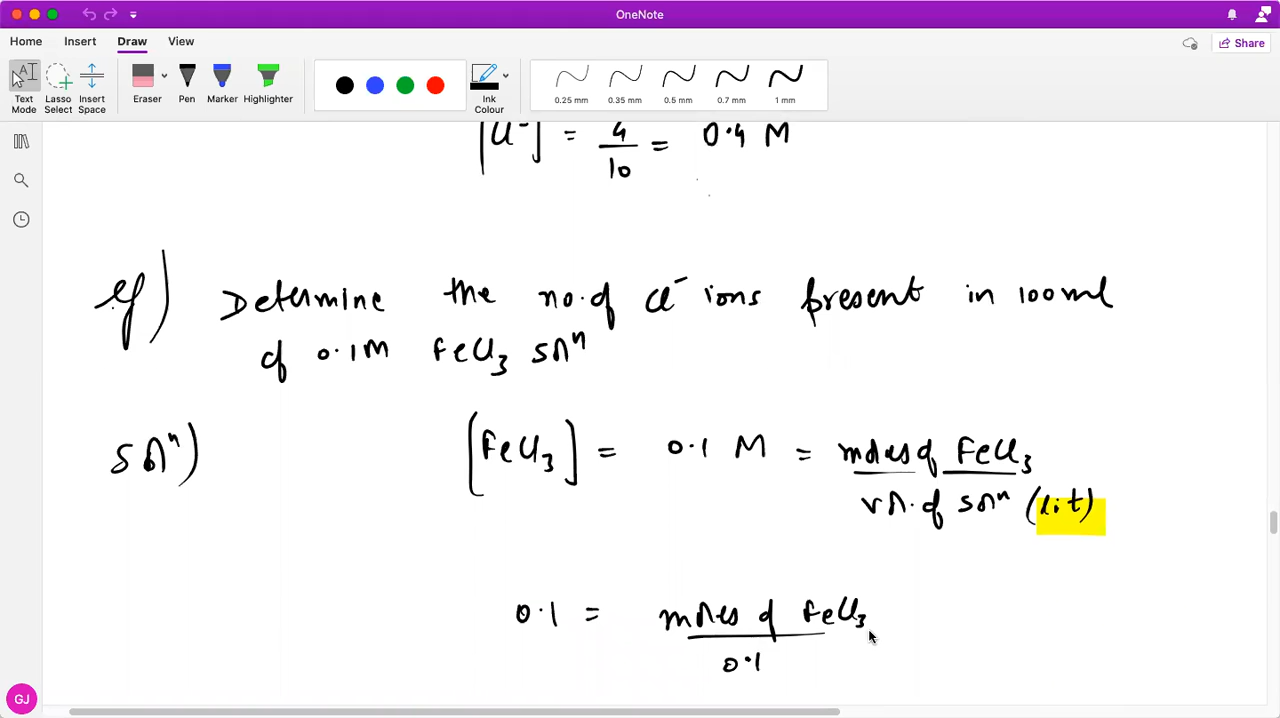 OneNote
Home Insert Draw View
Share
Text Mode
Lasso Select
Insert Space
Eraser
Pen
Marker
Highlighter
Ink Colour
0.25 mm 0.35 mm 0.5 mm 0.7 mm 1 mm
[Cl⁻] = 4/10 = 0.4 M
eg) Determine the no. of Cl⁻ ions present in 100ml
of 0.1M FeCl₃ solⁿ
solⁿ) [FeCl₃] = 0.1 M = moles of FeCl₃ / vol. of solⁿ (lit)
0.1 = moles of FeCl₃ / 0.1
GJ